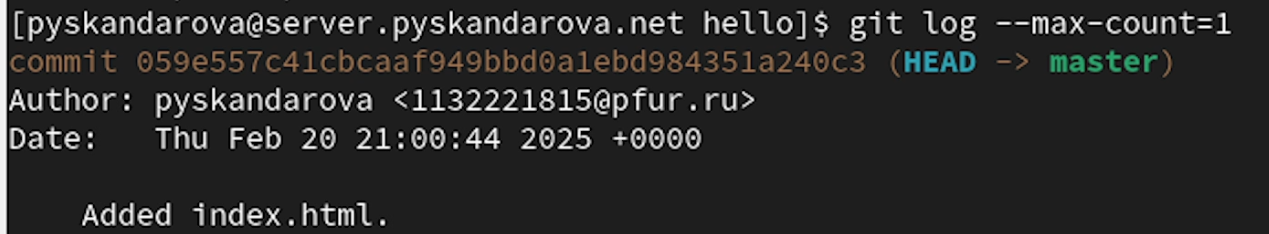 [pyskandarova@server.pyskandarova.net hello]$ git log --max-count=1
commit 059e557c41cbcaaf949bbd0a1ebd984351a240c3 (HEAD -> master)
Author: pyskandarova <1132221815@pfur.ru>
Date:   Thu Feb 20 21:00:44 2025 +0000
    Added index.html.